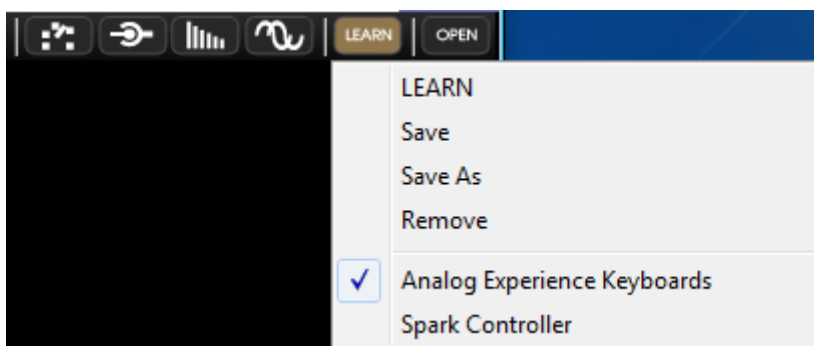 LEARN OPEN
LEARN
Save
Save As
Remove
Analog Experience Keyboards
Spark Controller